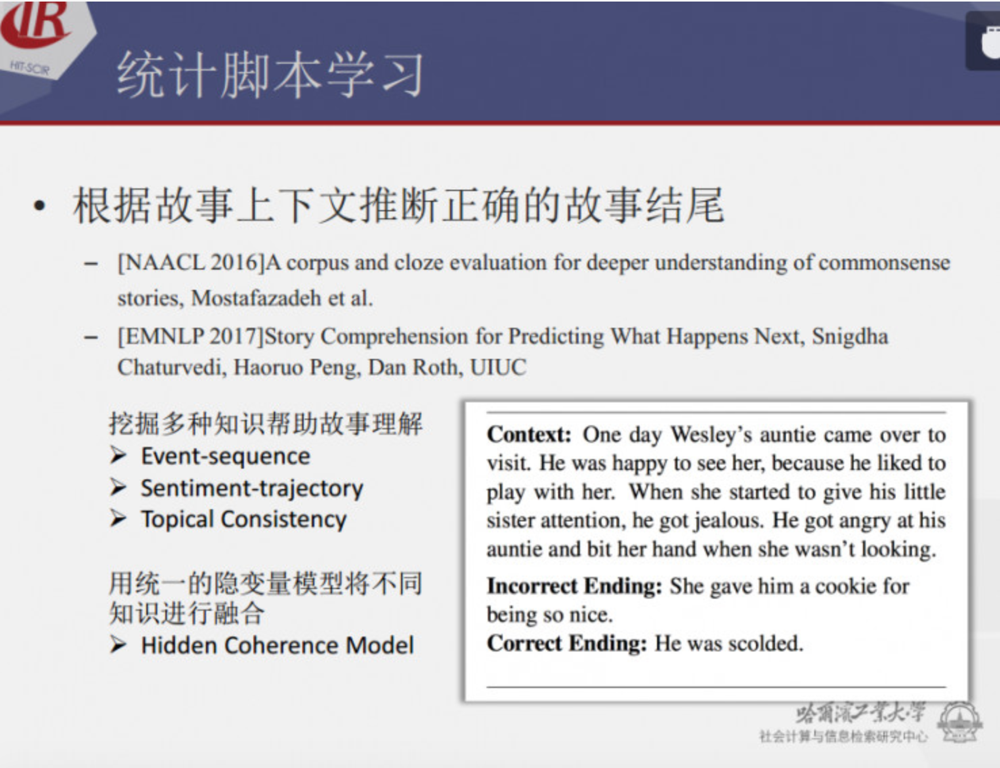 IR
HIT-SCIR
统计脚本学习
• 根据故事上下文推断正确的故事结尾
– [NAACL 2016]A corpus and cloze evaluation for deeper understanding of commonsense
stories, Mostafazadeh et al.
– [EMNLP 2017]Story Comprehension for Predicting What Happens Next, Snigdha
Chaturvedi, Haoruo Peng, Dan Roth, UIUC
挖掘多种知识帮助故事理解
➢ Event-sequence
➢ Sentiment-trajectory
➢ Topical Consistency
用统一的隐变量模型将不同
知识进行融合
➢ Hidden Coherence Model
Context: One day Wesley's auntie came over to
visit. He was happy to see her, because he liked to
play with her. When she started to give his little
sister attention, he got jealous. He got angry at his
auntie and bit her hand when she wasn't looking.
Incorrect Ending: She gave him a cookie for
being so nice.
Correct Ending: He was scolded.
哈尔滨工业大学
社会计算与信息检索研究中心